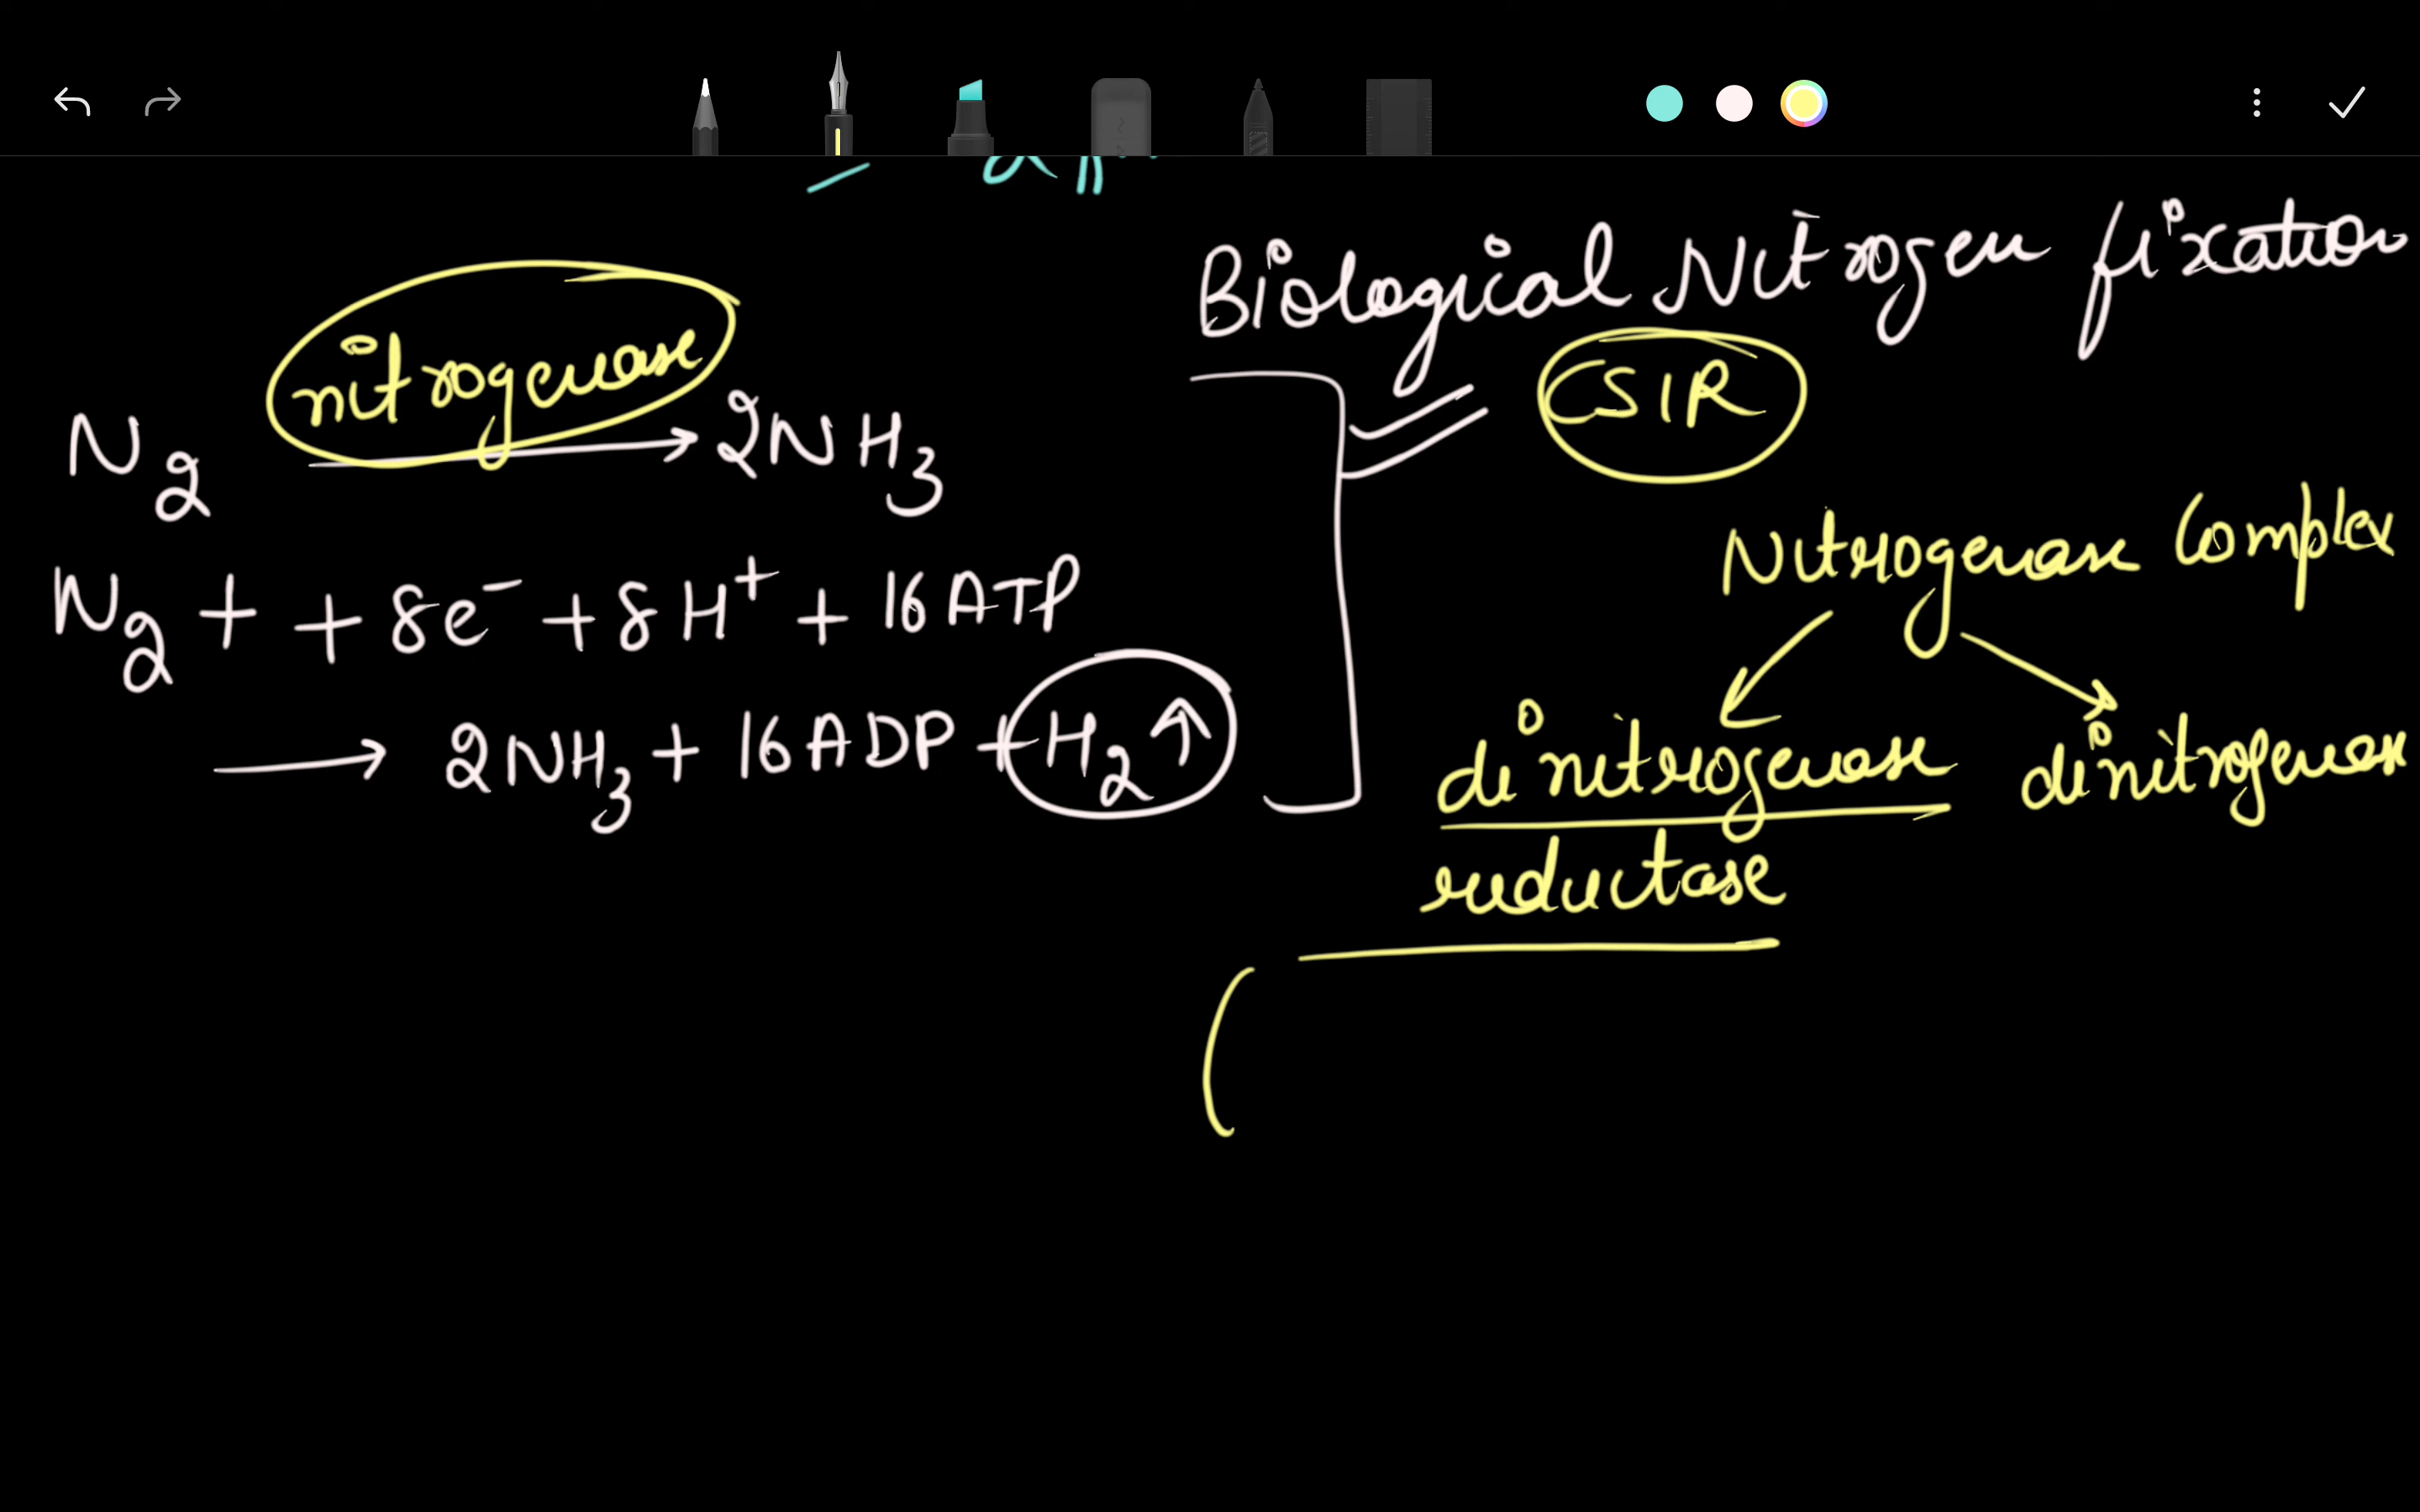 Biological Nitrogen fixation
nitrogenase
CSIR
N2 → 2NH3
Nitrogenase Complex
N2 + + 8e⁻ + 8H⁺ + 16ATP
→ 2NH3 + 16ADP + H2↑
dinitrogenase
dinitrogenase
reductase
(